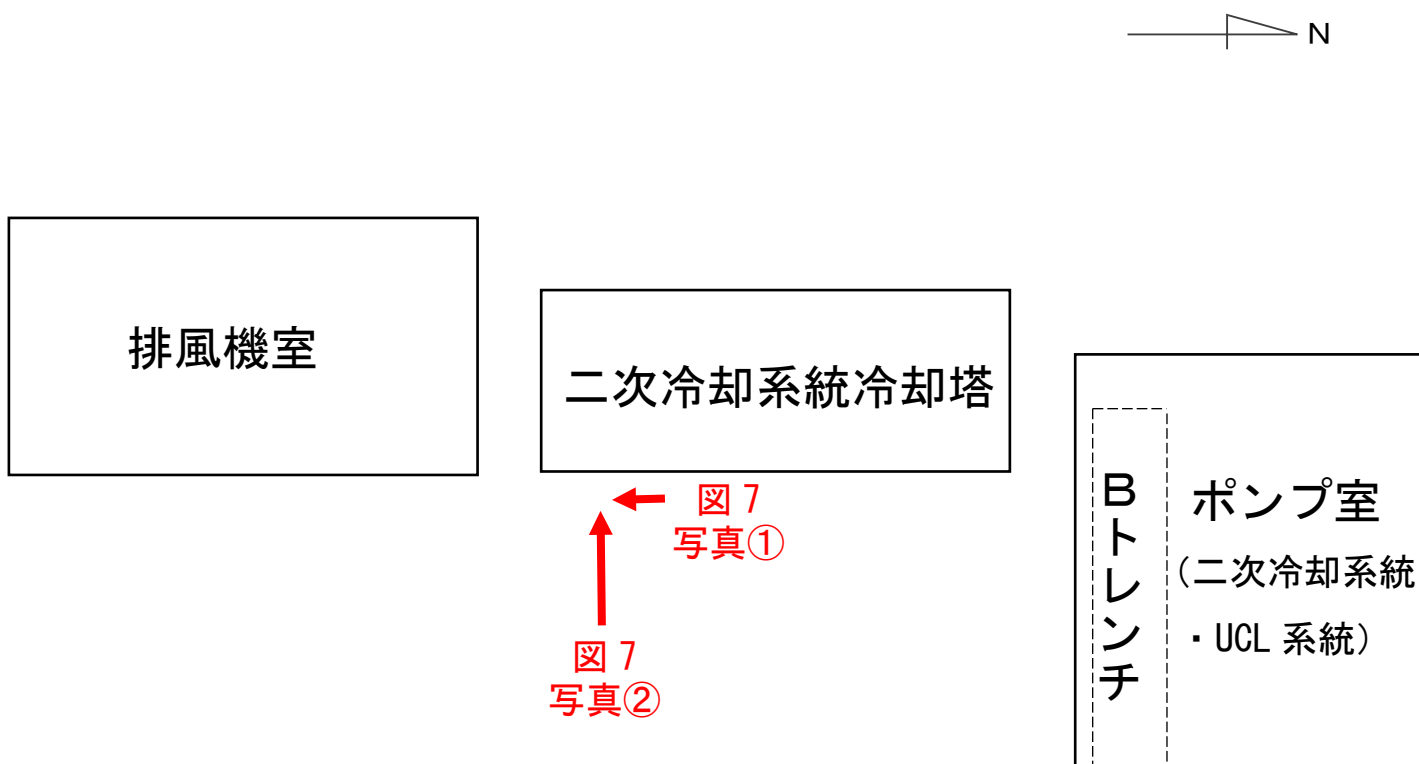 N
排風機室
二次冷却系統冷却塔
図7
写真①
図7
写真②
Bトレンチ
ポンプ室
(二次冷却系統
・UCL 系統)